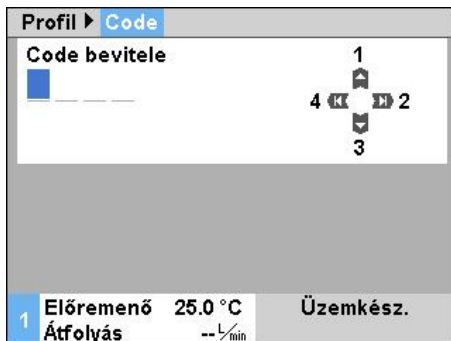 Profil ▶ Code
Code bevitele
1
4 2
3
1 Előremenő 25.0 °C Üzemkész.
Átfolyás -- L/min